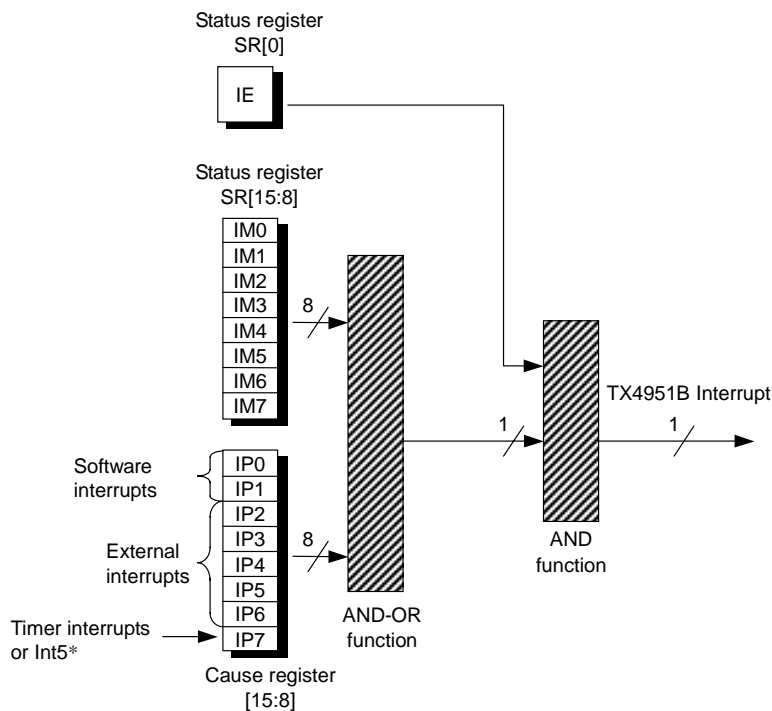 Status register
SR[0]
IE
Status register
SR[15:8]
IM0
IM1
IM2
IM3
IM4
IM5
IM6
IM7
8
Software
interrupts
IP0
IP1
IP2
IP3
IP4
IP5
IP6
IP7
External
interrupts
Timer interrupts
or Int5*
8
Cause register
[15:8]
AND-OR
function
1
AND
function
TX4951B Interrupt
1